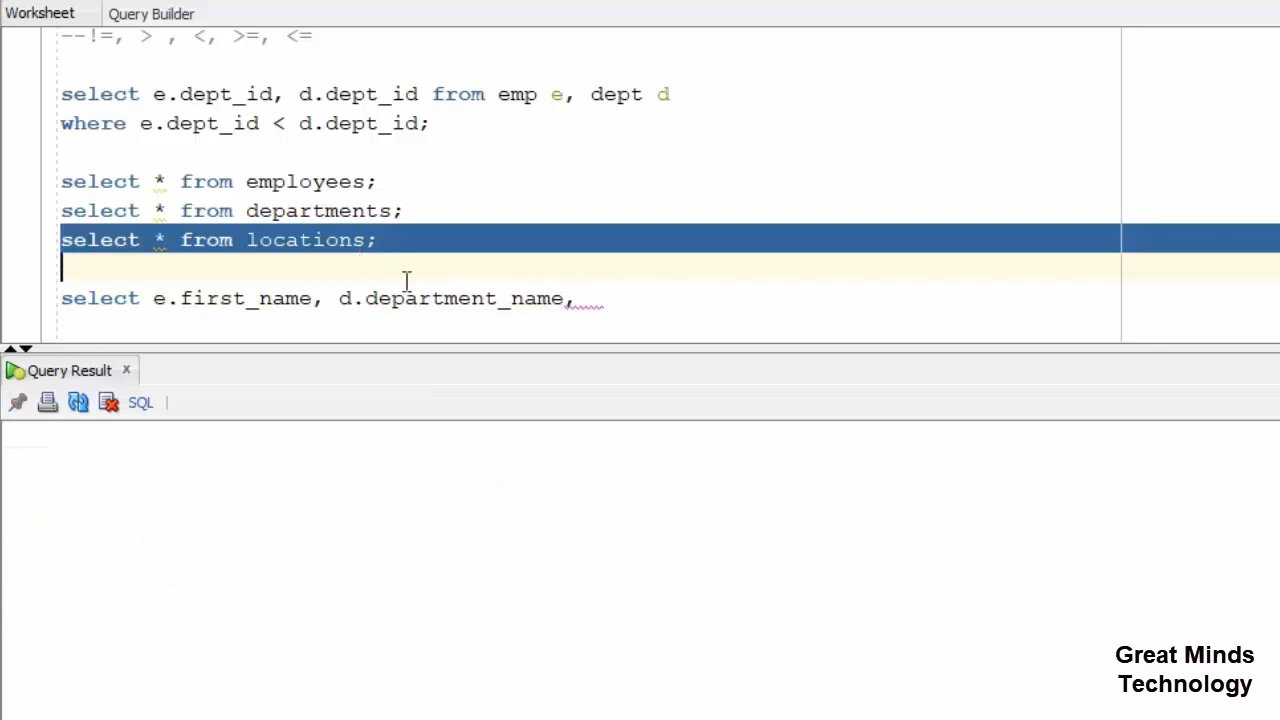 Worksheet Query Builder
--!=, > , <, >=, <=
select e.dept_id, d.dept_id from emp e, dept d
where e.dept_id < d.dept_id;
select * from employees;
select * from departments;
select * from locations;
select e.first_name, d.department_name,
Query Result x
SQL
Great Minds
Technology